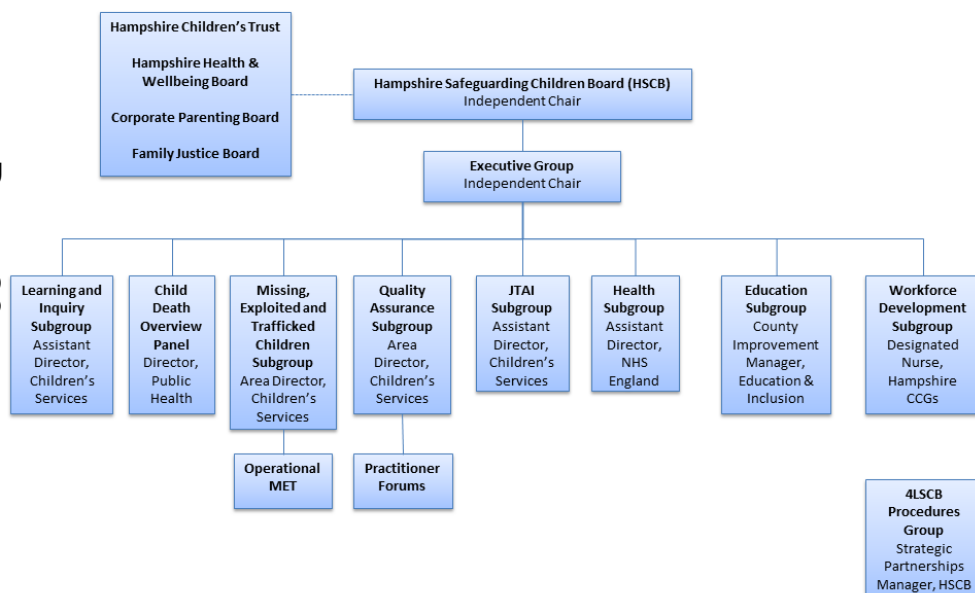 Hampshire Children's Trust
Hampshire Health &
Wellbeing Board
Corporate Parenting Board
Family Justice Board
Hampshire Safeguarding Children Board (HSCB)
Independent Chair
Executive Group
Independent Chair
Learning and
Inquiry
Subgroup
Assistant
Director,
Children's
Services
Child
Death
Overview
Panel
Director,
Public
Health
Missing,
Exploited and
Trafficked
Children
Subgroup
Area Director,
Children's
Services
Quality
Assurance
Subgroup
Area
Director,
Children's
Services
JTAI
Subgroup
Assistant
Director,
Children's
Services
Health
Subgroup
Assistant
Director,
NHS
England
Education
Subgroup
County
Improvement
Manager,
Education &
Inclusion
Workforce
Development
Subgroup
Designated
Nurse,
Hampshire
CCGs
Operational
MET
Practitioner
Forums
4LSCB
Procedures
Group
Strategic
Partnerships
Manager, HSCB